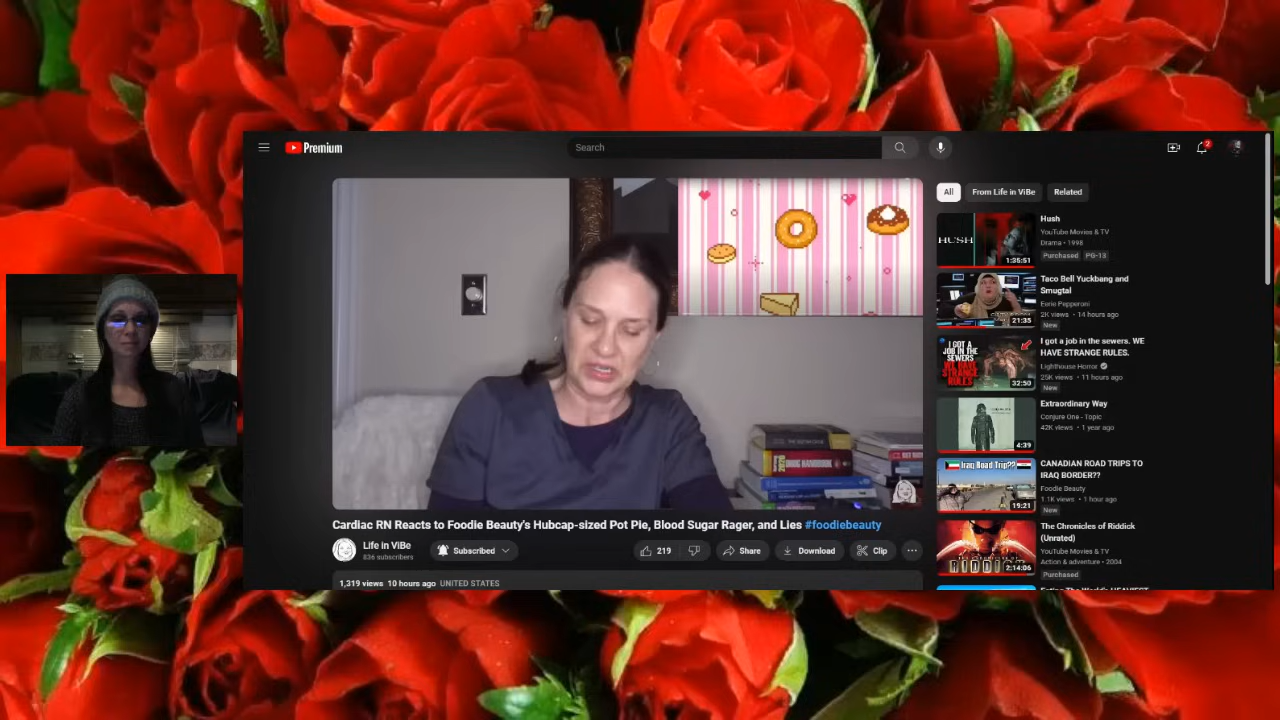 Premium
Search
2
All
From Life in ViBe
Related
Hush
YouTube Movies & TV
Drama • 1998
Purchased
PG-13
HUSH
1:35:51
Taco Bell Yuckbang and
Smugtal
Eerie Pepperoni
2K views • 14 hours ago
New
21:35
I got a job in the sewers. WE
HAVE STRANGE RULES.
Lighthouse Horror
25K views • 11 hours ago
New
I GOT A
JOB IN THE
SEWERS
WE HAVE
STRANGE
RULES
32:50
Extraordinary Way
Conjure One - Topic
42K views • 1 year ago
4:39
CANADIAN ROAD TRIPS TO
IRAQ BORDER??
Foodie Beauty
1.1K views • 1 hour ago
New
Iraq Road Trip??
19:21
The Chronicles of Riddick
(Unrated)
YouTube Movies & TV
Action & adventure • 2004
Purchased
2:14:06
DRUG HANDBOOK
Cardiac RN Reacts to Foodie Beauty's Hubcap-sized Pot Pie, Blood Sugar Rager, and Lies #foodiebeauty
Life in ViBe
836 subscribers
Subscribed
219
Share
Download
Clip
1,319 views 10 hours ago UNITED STATES